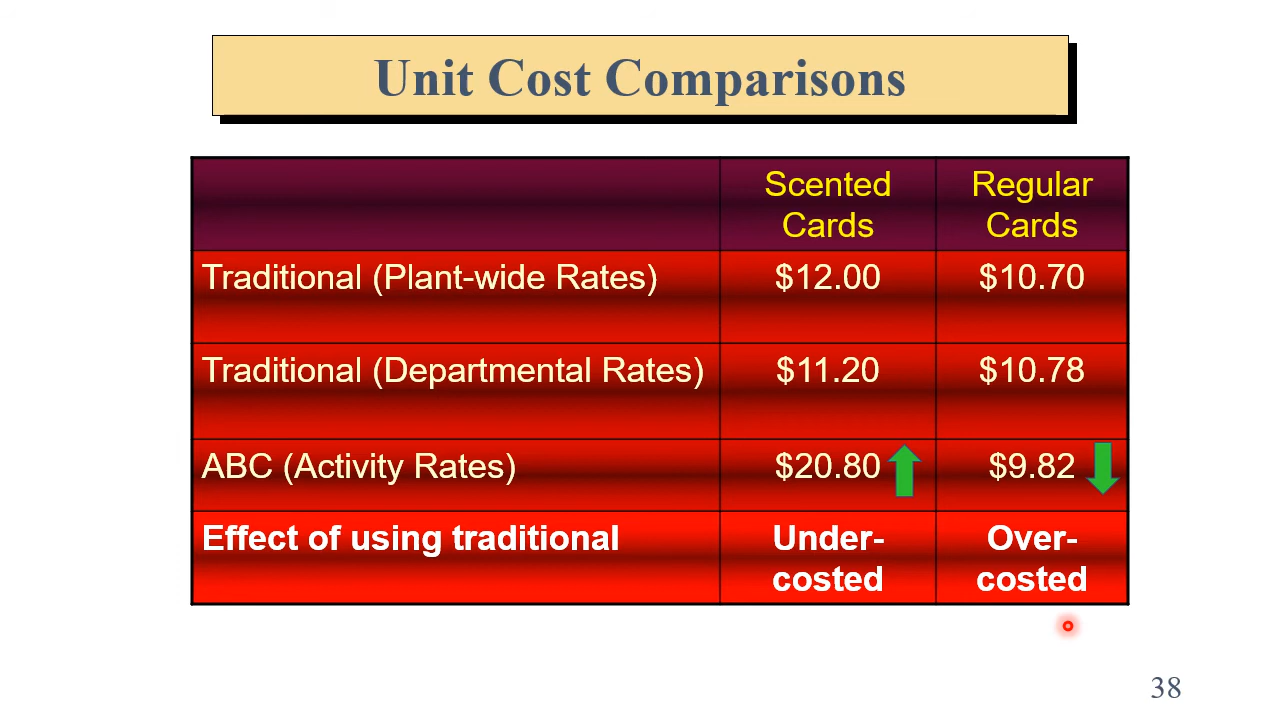 Unit Cost Comparisons
Scented Regular
Cards Cards
Traditional (Plant-wide Rates) $12.00 $10.70
Traditional (Departmental Rates) $11.20 $10.78
ABC (Activity Rates) $20.80 $9.82
Effect of using traditional Under- Over-
costed costed
38